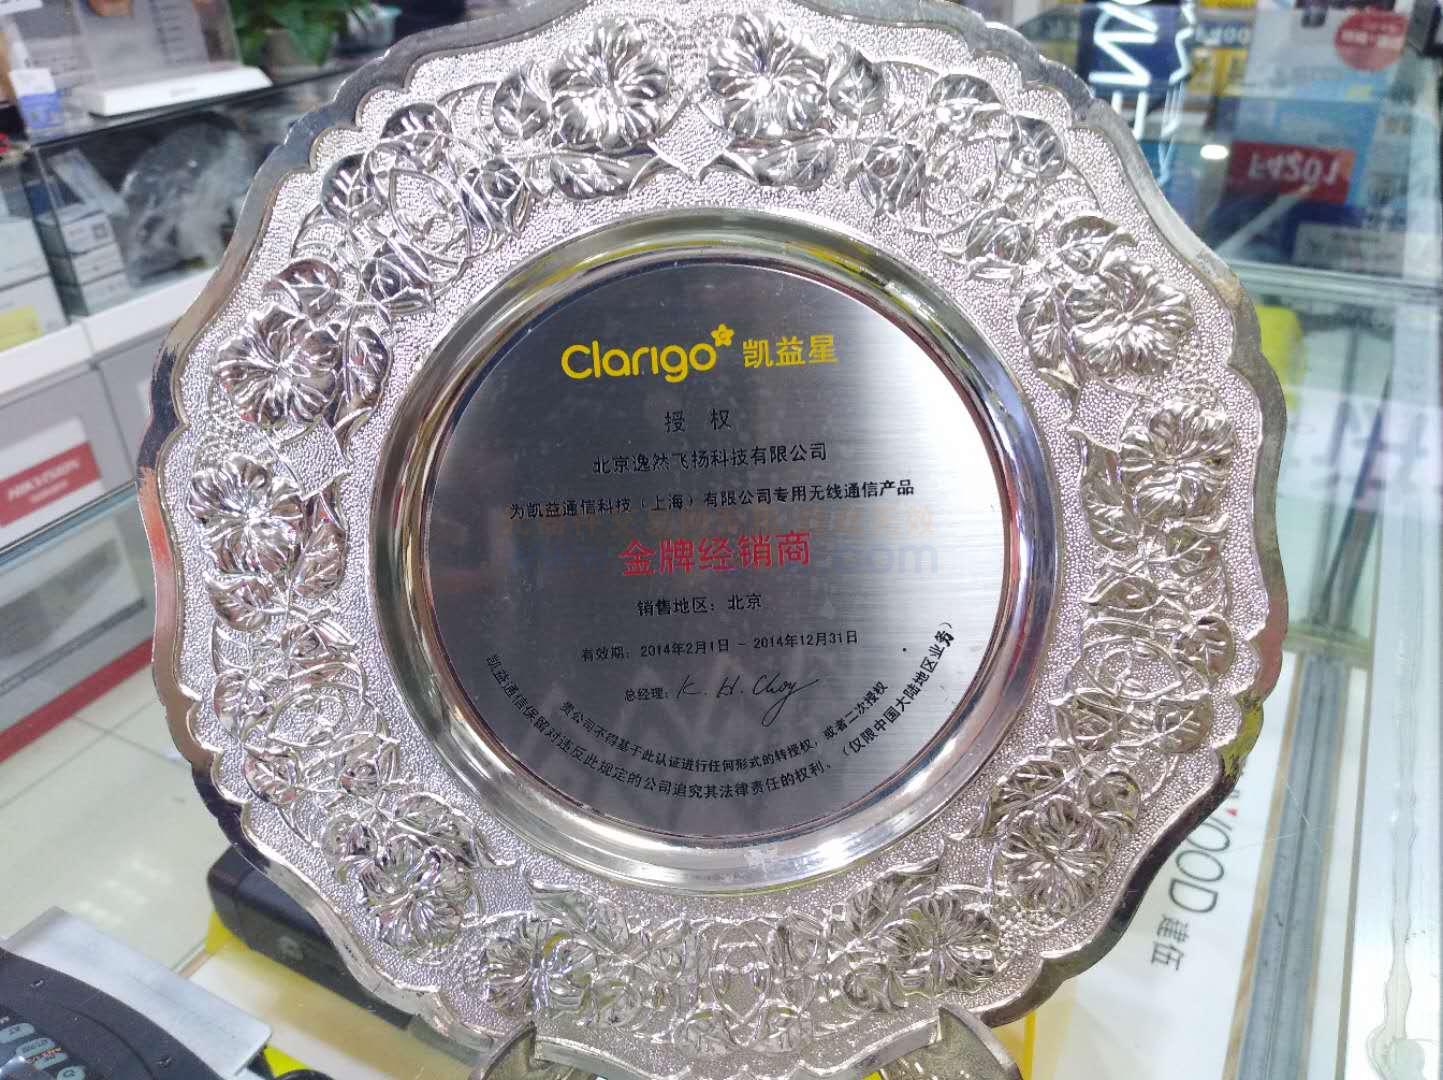 Clarigo 凯益星
授 权
北京逸然飞扬科技有限公司
为凯益通信科技（上海）有限公司专用无线通信产品
金牌经销商
销售地区：北京
有效期：2014年2月1日 - 2014年12月31日
总经理：K. H. Choy
贵公司不得基于此认证进行任何形式的转授权，或者二次授权
凯益通信保留对违反此规定的公司追究其法律责任的权利。（仅限中国大陆地区业务）
HIKVISION
WOOD 建伍
.com